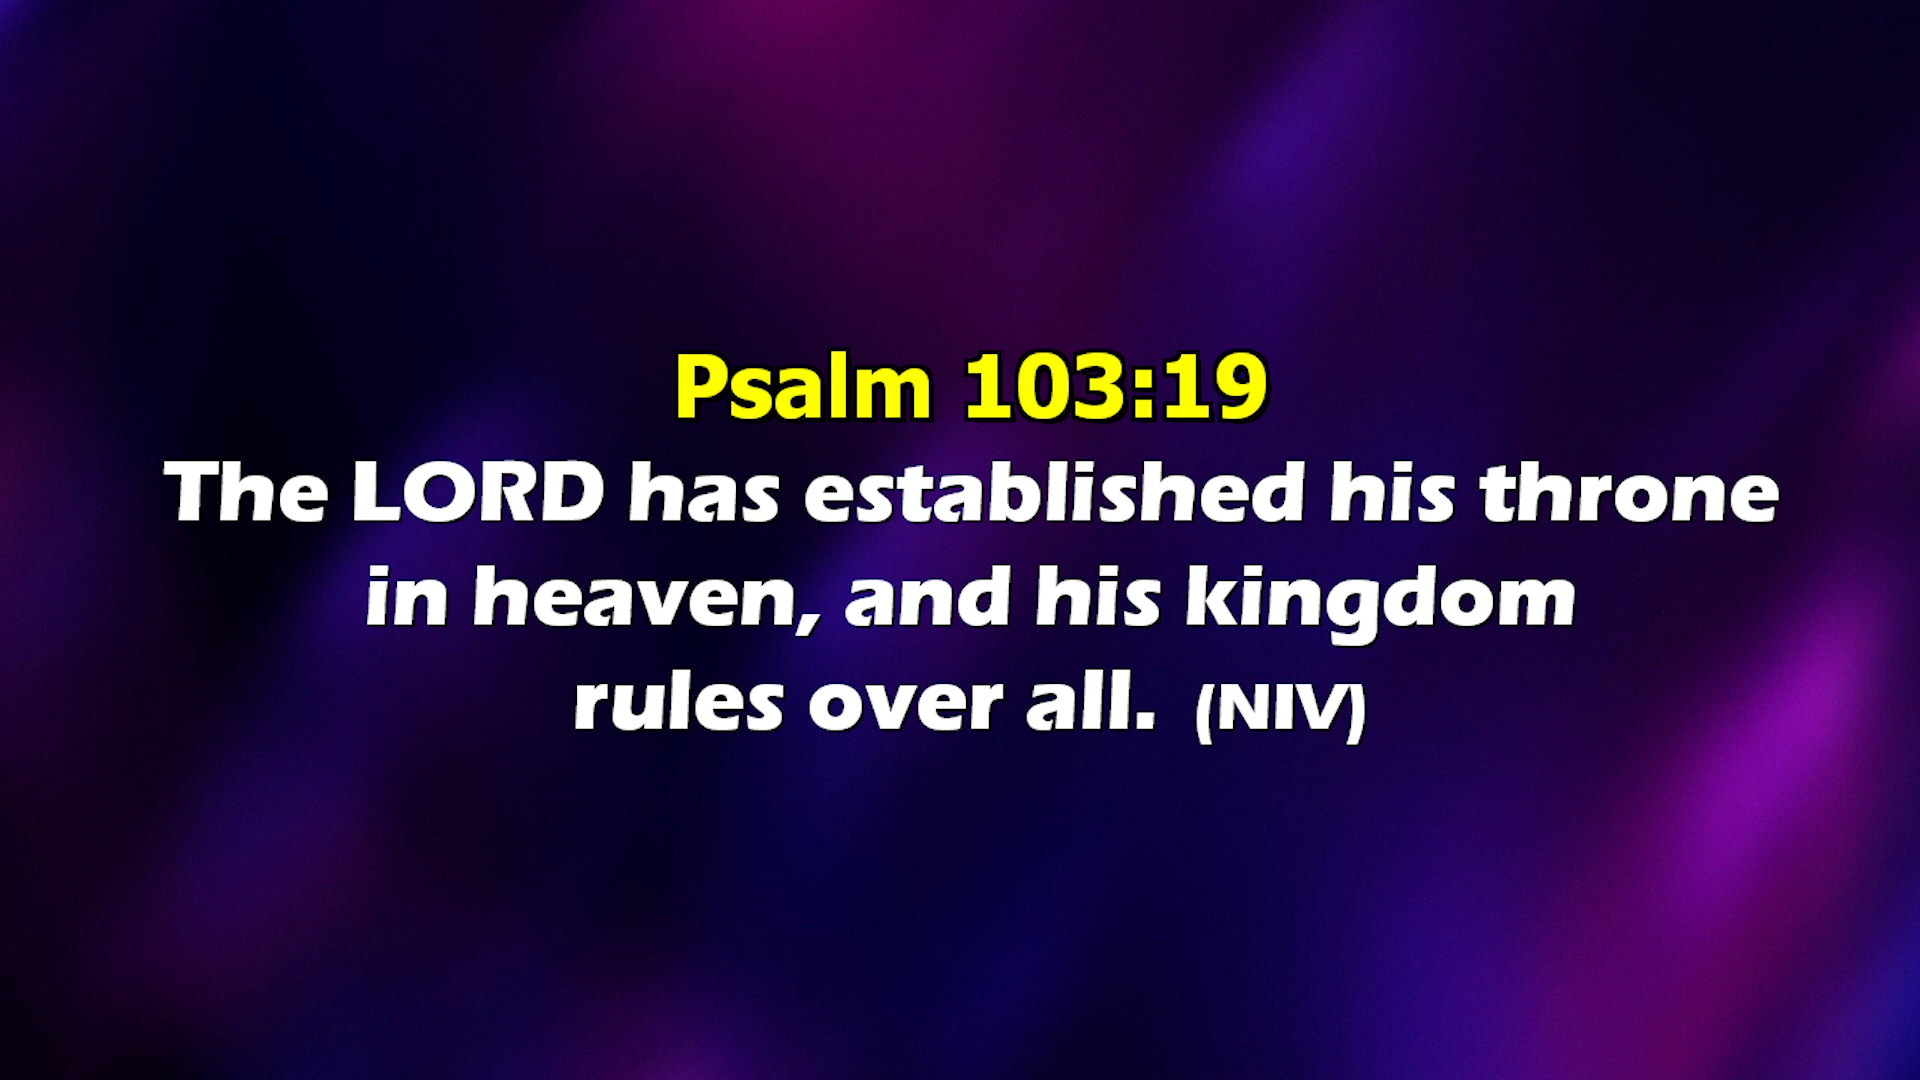 Psalm 103:19
The LORD has established his throne
in heaven, and his kingdom
rules over all. (NIV)